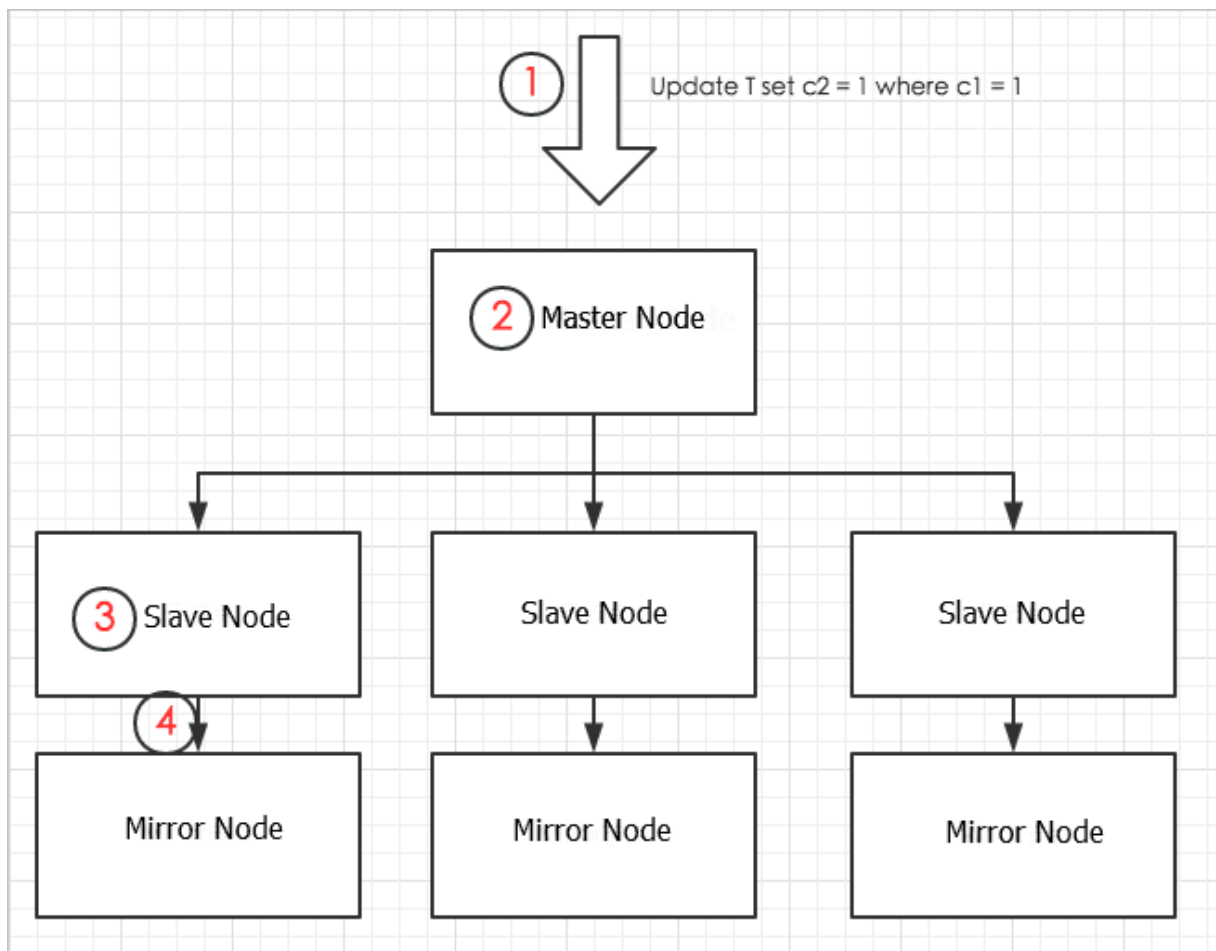 1
Update T set c2 = 1 where c1 = 1
2
Master Node
3
Slave Node
Slave Node
Slave Node
4
Mirror Node
Mirror Node
Mirror Node